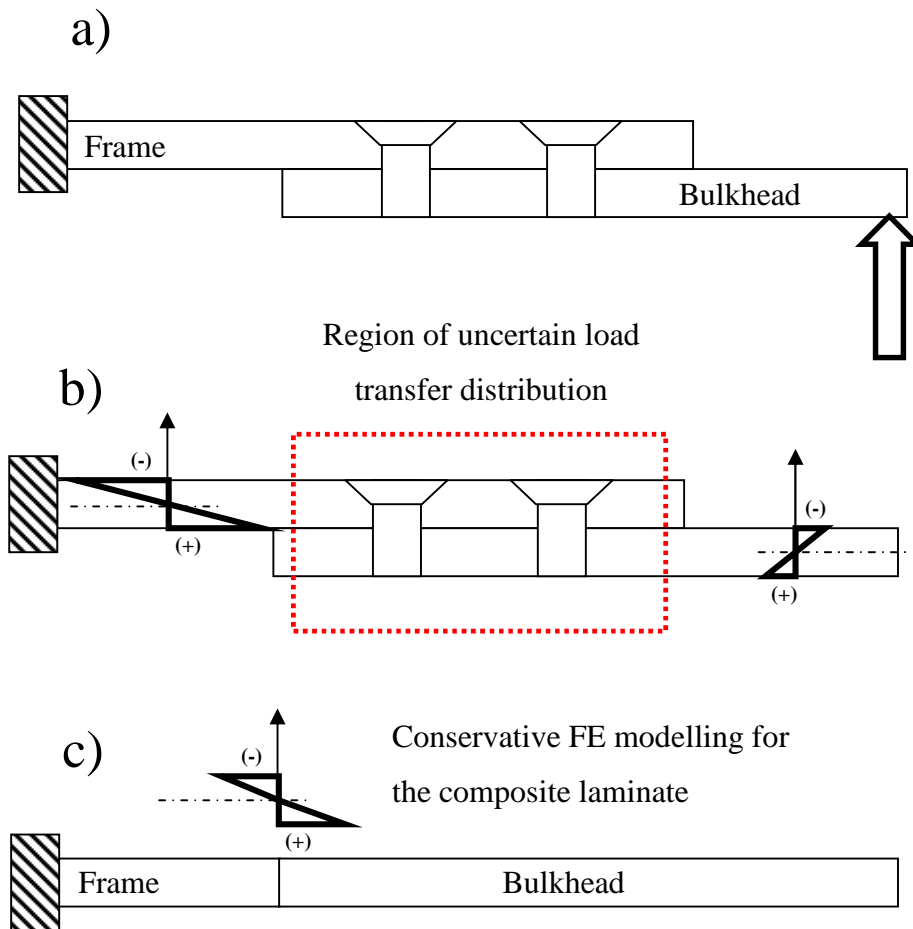 a)
Frame
Bulkhead
Region of uncertain load
transfer distribution
b)
(-)
(+)
(-)
(+)
c)
(-)
(+)
Conservative FE modelling for
the composite laminate
Frame
Bulkhead